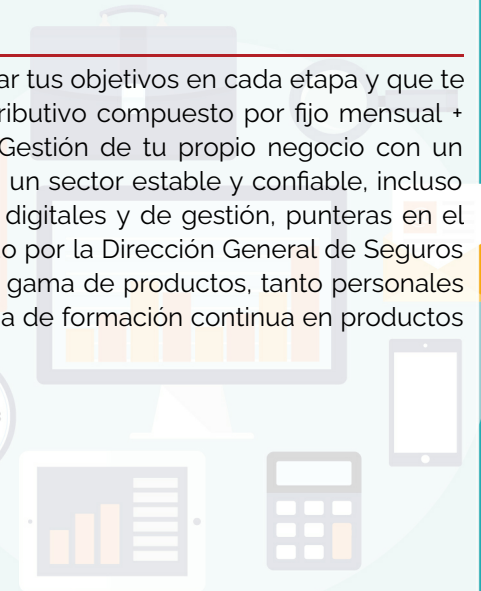 ar tus objetivos en cada etapa y que te
ributivo compuesto por fijo mensual +
Gestión de tu propio negocio con un
un sector estable y confiable, incluso
digitales y de gestión, punteras en el
o por la Dirección General de Seguros
gama de productos, tanto personales
a de formación continua en productos